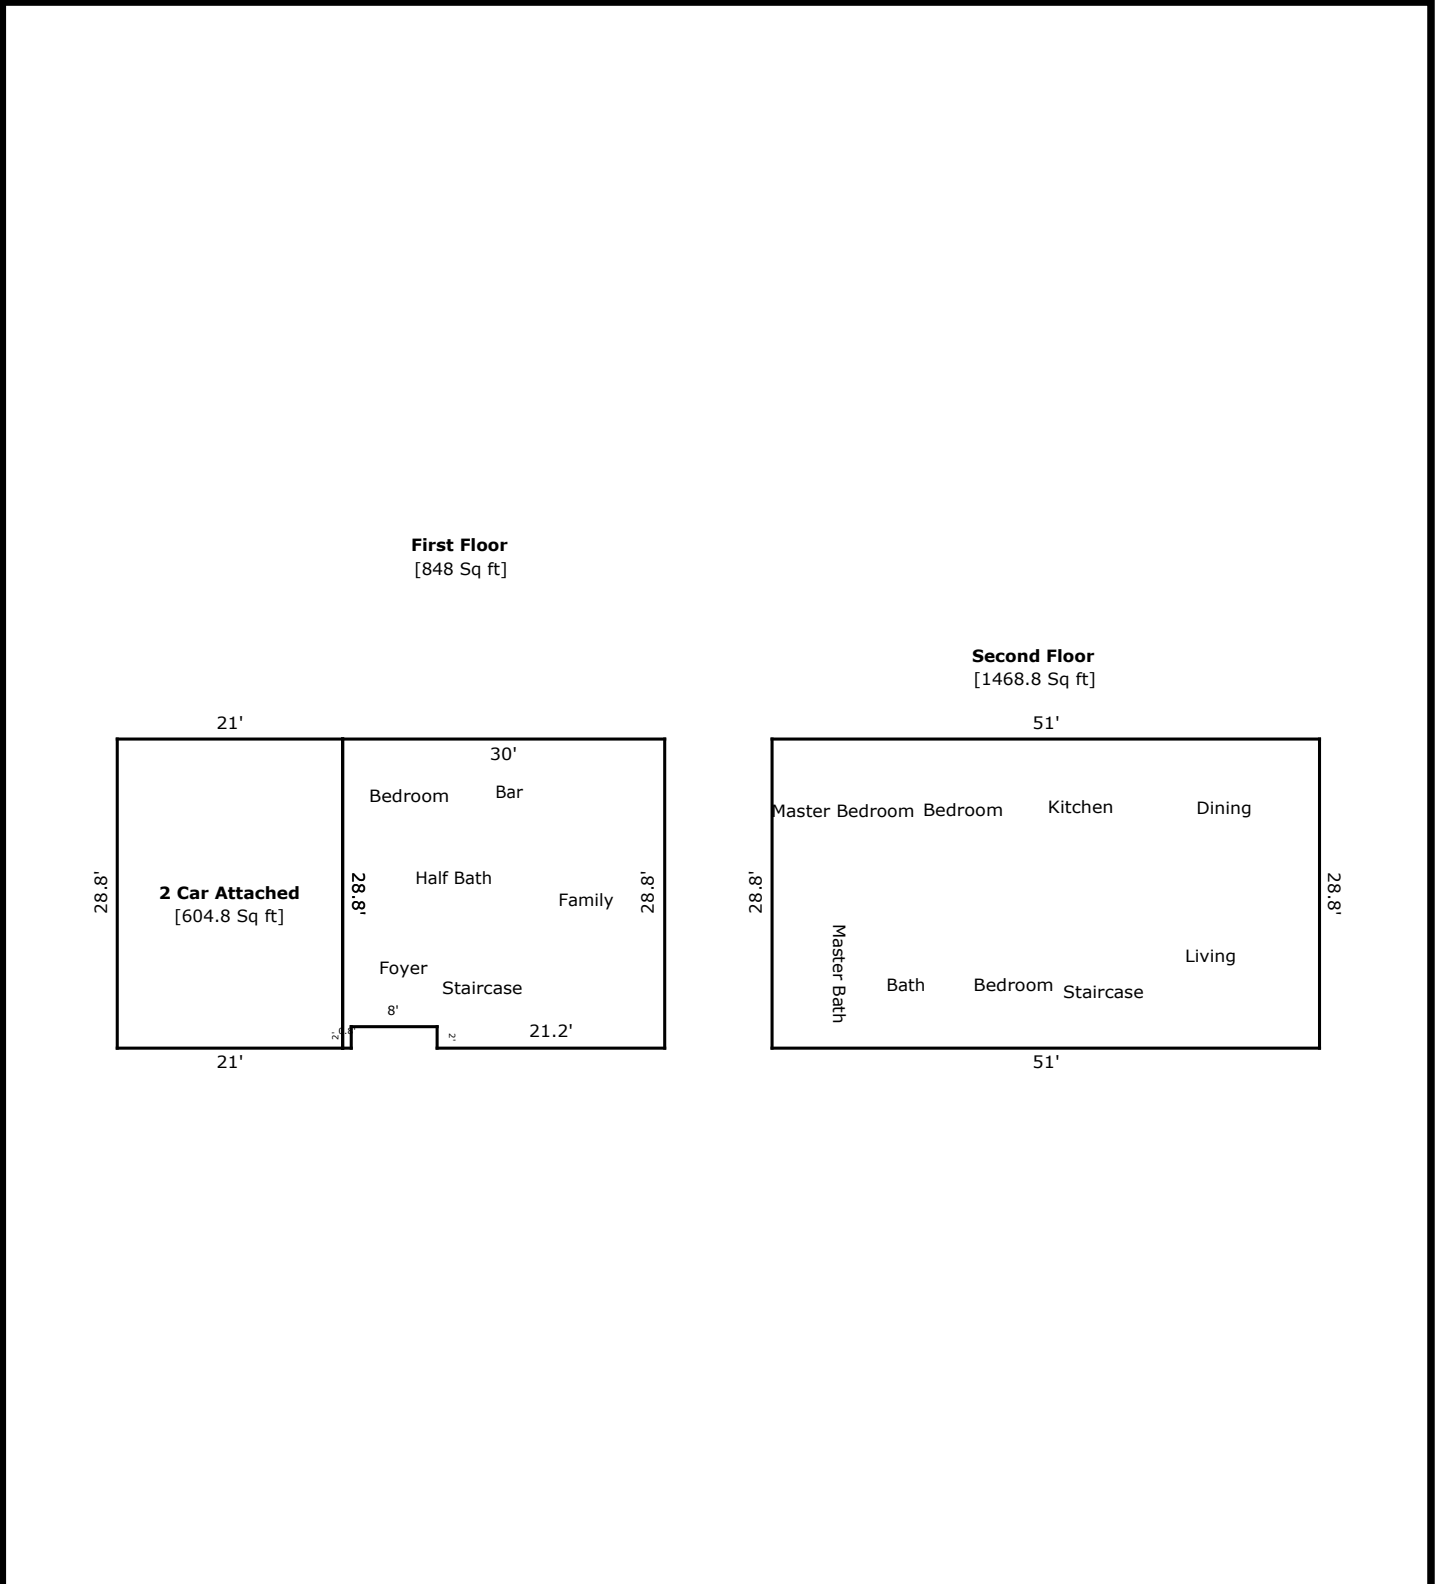 First Floor
[848 Sq ft]
Second Floor
[1468.8 Sq ft]
21'
30'
51'
Bedroom
Bar
Master Bedroom
Bedroom
Kitchen
Dining
28.8'
2 Car Attached
[604.8 Sq ft]
28.8'
Half Bath
Family
28.8'
28.8'
28.8'
Foyer
Staircase
Master Bath
Bath
Bedroom
Staircase
Living
8'
2'
0.8'
2'
21.2'
21'
51'